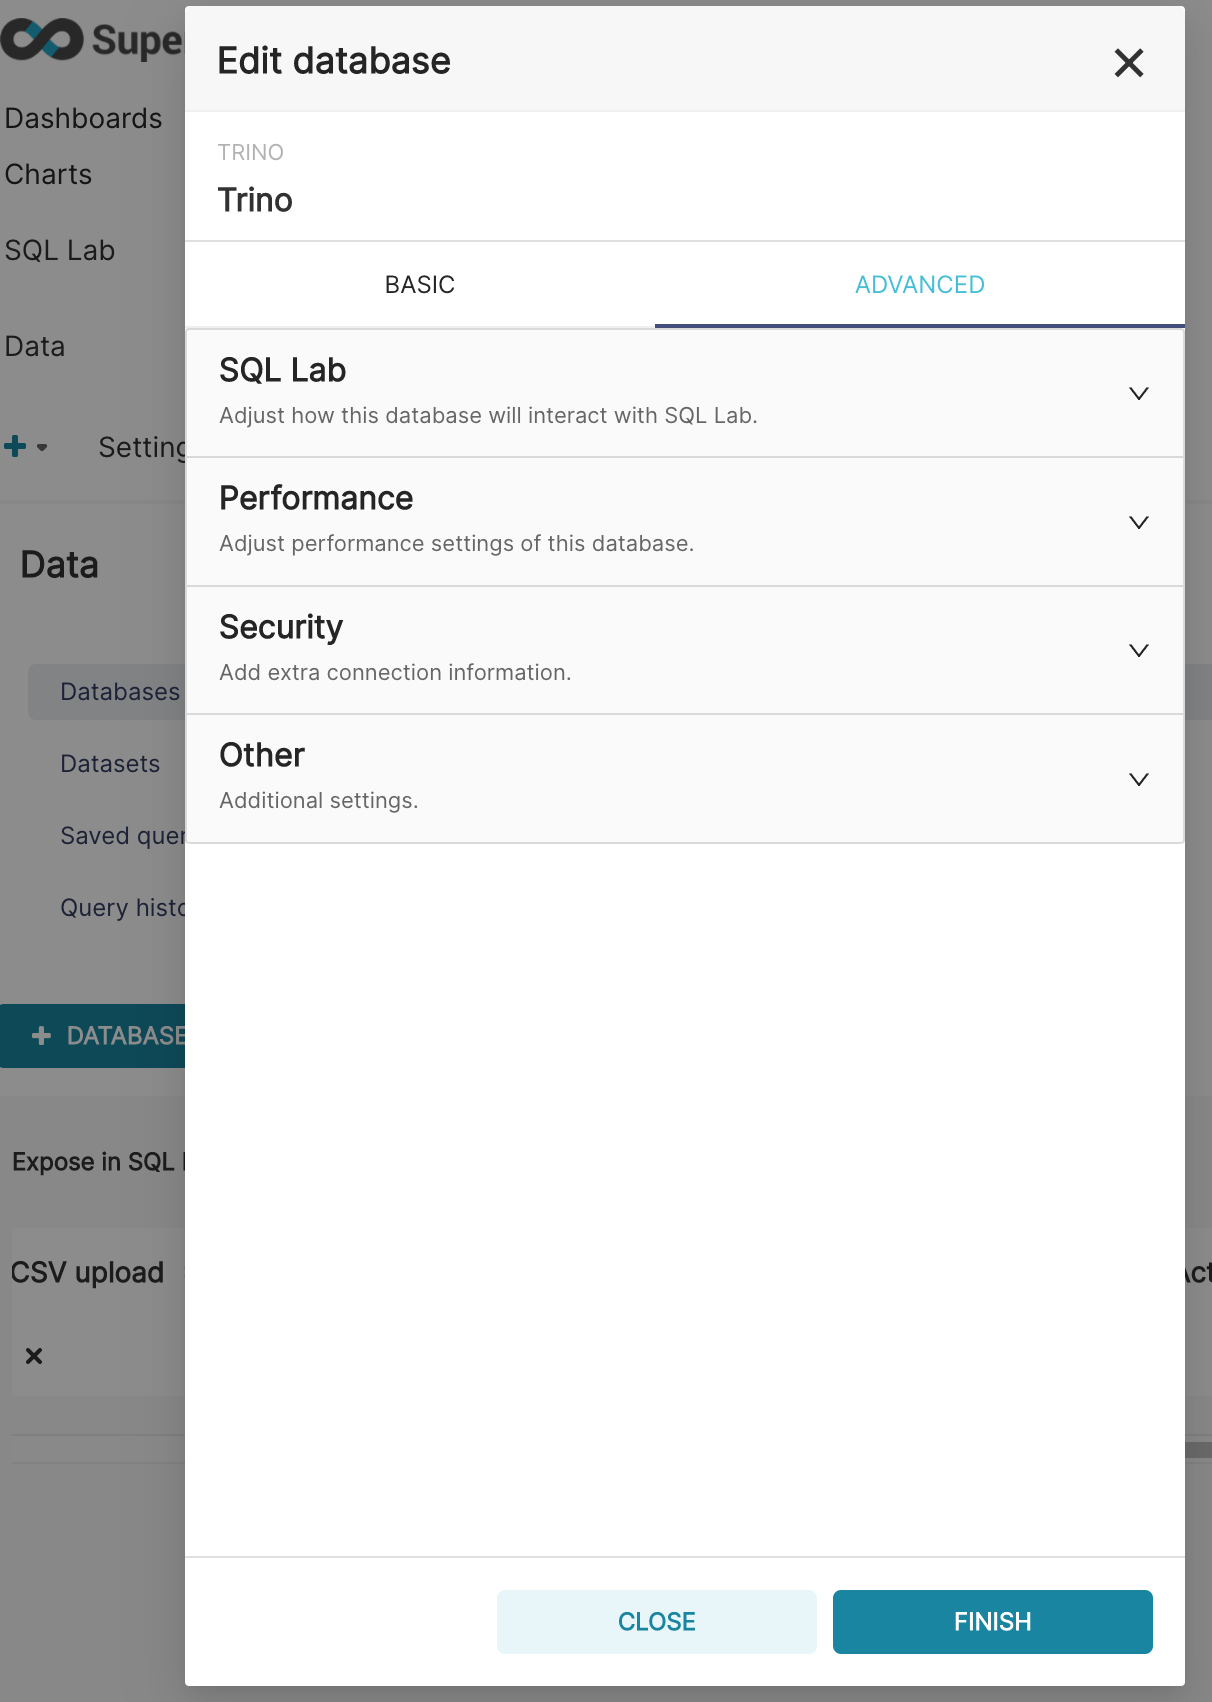 Edit database
TRINO
Trino
BASIC
ADVANCED
SQL Lab
Adjust how this database will interact with SQL Lab.
Performance
Adjust performance settings of this database.
Security
Add extra connection information.
Other
Additional settings.
CLOSE
FINISH
Supe
Dashboards
Charts
SQL Lab
Data
Setting
Data
Databases
Datasets
Saved quer
Query histo
DATABASE
Expose in SQL
CSV upload
Act